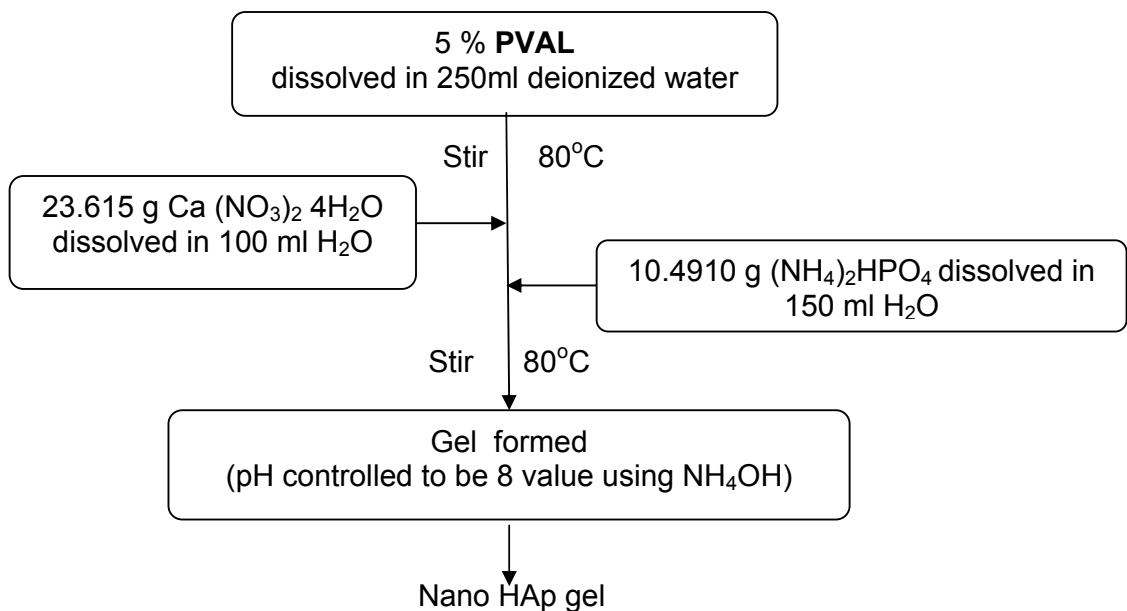 5 % PVAL
dissolved in 250ml deionized water
Stir 80°C
23.615 g Ca (NO₃)₂ 4H₂O
dissolved in 100 ml H₂O
10.4910 g (NH₄)₂HPO₄ dissolved in
150 ml H₂O
Stir 80°C
Gel formed
(pH controlled to be 8 value using NH₄OH)
Nano HAp gel